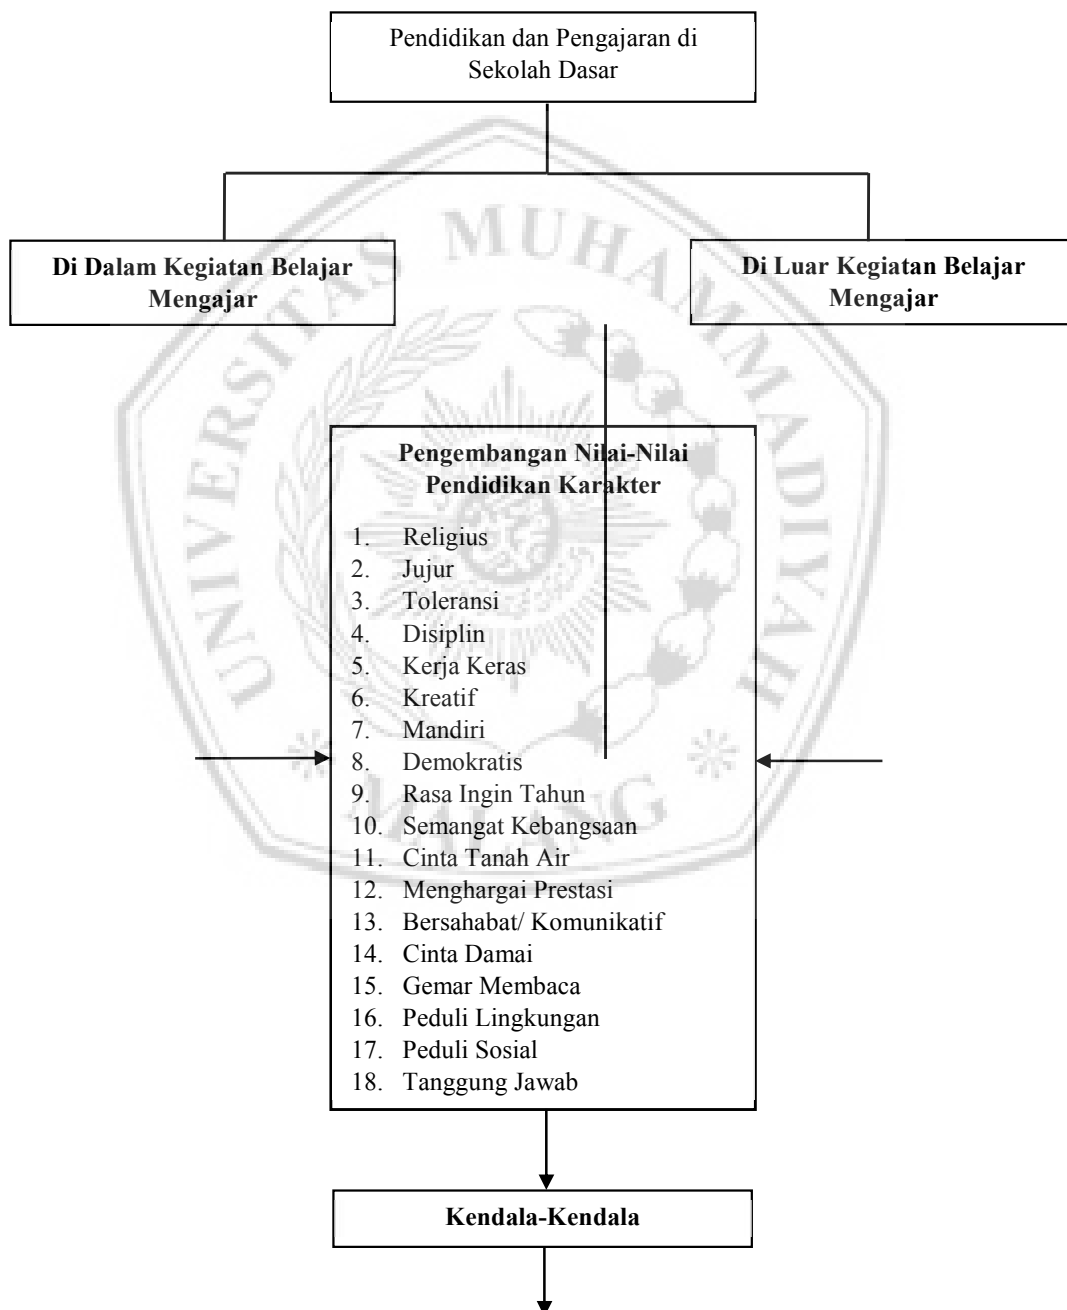 Pendidikan dan Pengajaran di
Sekolah Dasar
Di Dalam Kegiatan Belajar
Mengajar
Di Luar Kegiatan Belajar
Mengajar
UNIVERSITAS MUHAMMADIYAH
MALANG
Pengembangan Nilai-Nilai
Pendidikan Karakter
1. Religius
2. Jujur
3. Toleransi
4. Disiplin
5. Kerja Keras
6. Kreatif
7. Mandiri
8. Demokratis
9. Rasa Ingin Tahun
10. Semangat Kebangsaan
11. Cinta Tanah Air
12. Menghargai Prestasi
13. Bersahabat/ Komunikatif
14. Cinta Damai
15. Gemar Membaca
16. Peduli Lingkungan
17. Peduli Sosial
18. Tanggung Jawab
Kendala-Kendala